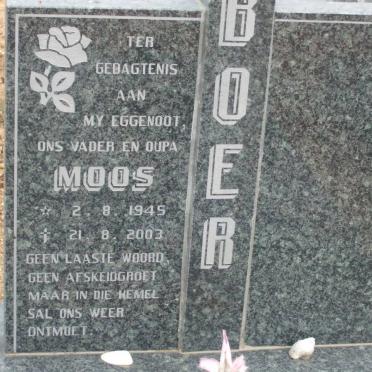 TER
GEBAGTENIS
AAN
MY EGGENOOT,
ONS VADER EN OUPA
MOOS
☆ 2. 8. 1945
† 21. 8. 2003
GEEN LAASTE WOORD,
GEEN AFSKEIDGROET
MAAR IN DIE HEMEL
SAL ONS WEER
ONTMOET.
BOER